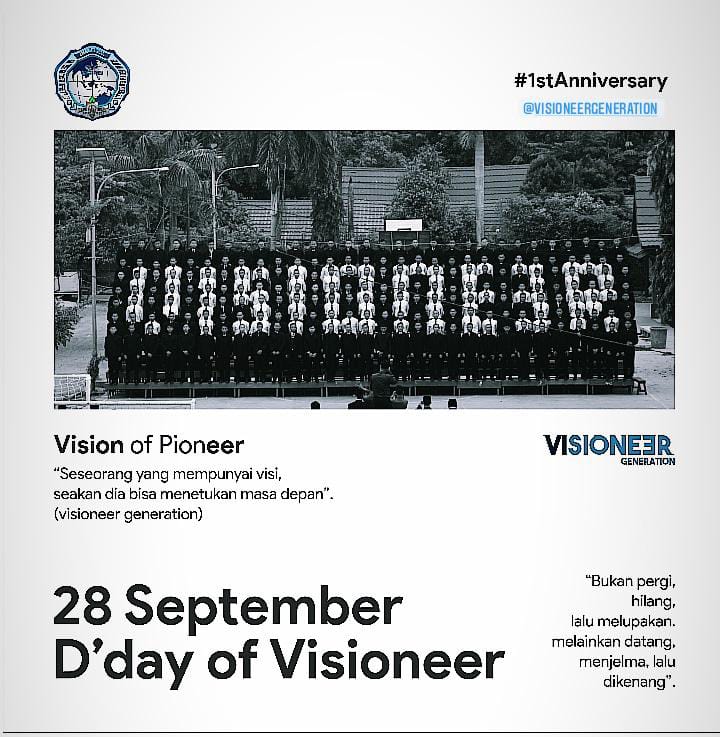 #1stAnniversary
@VISIONEERGENERATION
Vision of Pioneer
“Seseorang yang mempunyai visi,
seakan dia bisa menetukan masa depan”.
(visioneer generation)
VISIONEER
GENERATION
28 September
D’day of Visioneer
“Bukan pergi,
hilang,
lalu melupakan.
melainkan datang,
menjelma, lalu
dikenang”.